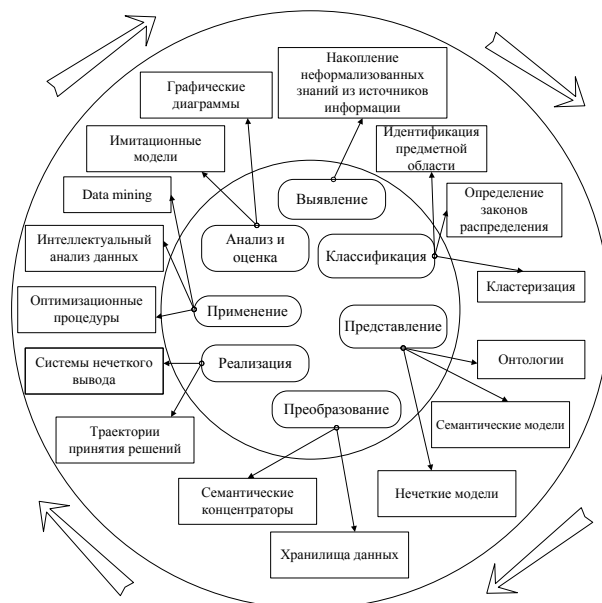 Накопление
неформализованных
знаний из источников
информации
Графические
диаграммы
Имитационные
модели
Идентификация
предметной
области
Data mining
Выявление
Определение
законов
распределения
Анализ и
оценка
Классификация
Интеллектуальный
анализ данных
Кластеризация
Оптимизационные
процедуры
Применение
Представление
Системы нечеткого
вывода
Реализация
Онтологии
Преобразование
Траектории
принятия решений
Семантические модели
Семантические
концентраторы
Нечеткие модели
Хранилища данных